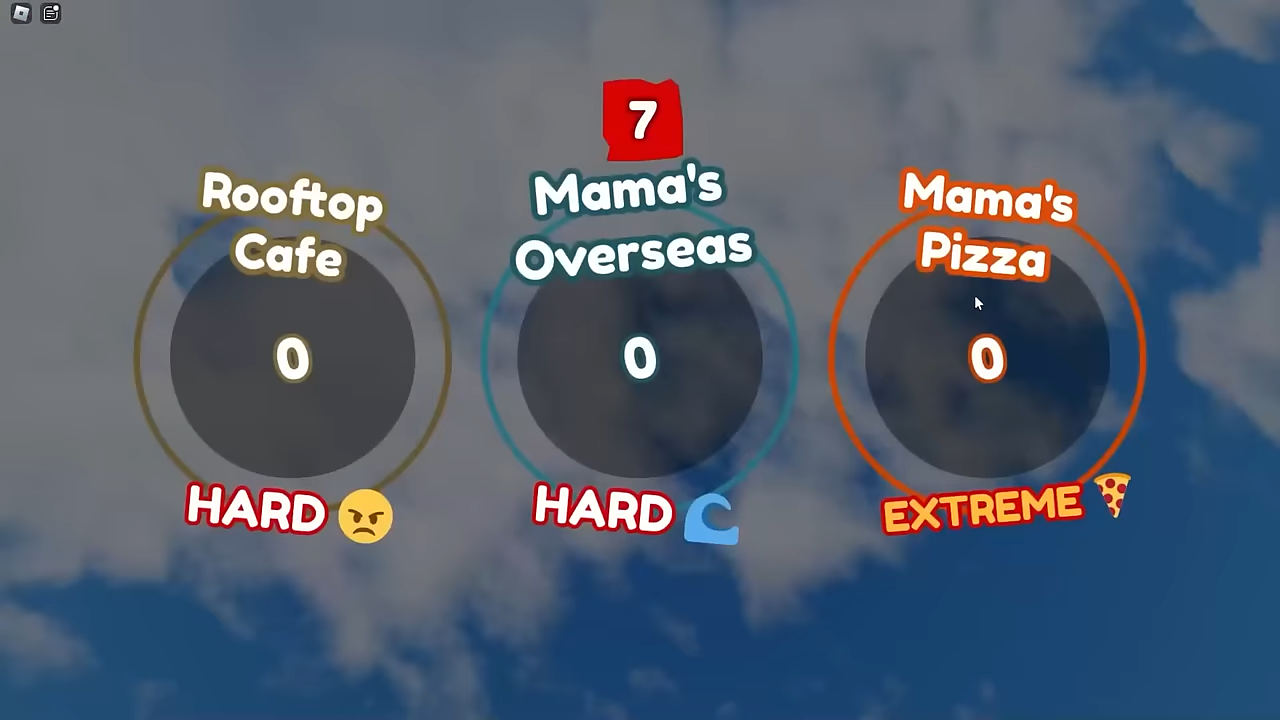 7
Rooftop
Cafe
0
HARD 😠
Mama's
Overseas
0
HARD 🌊
Mama's
Pizza
0
EXTREME 🍕